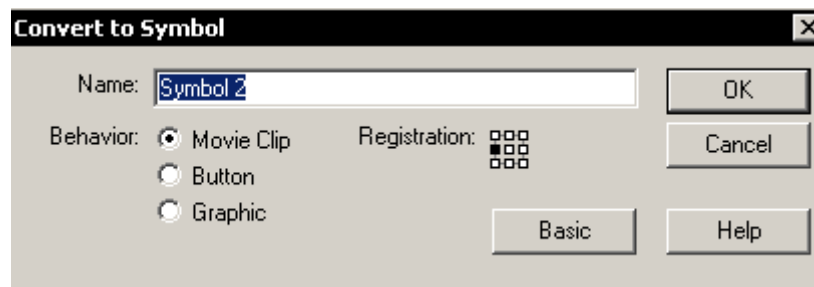 Convert to Symbol
Name: Symbol 2 OK
Behavior: Movie Clip Registration: Cancel
Button
Graphic
Basic Help